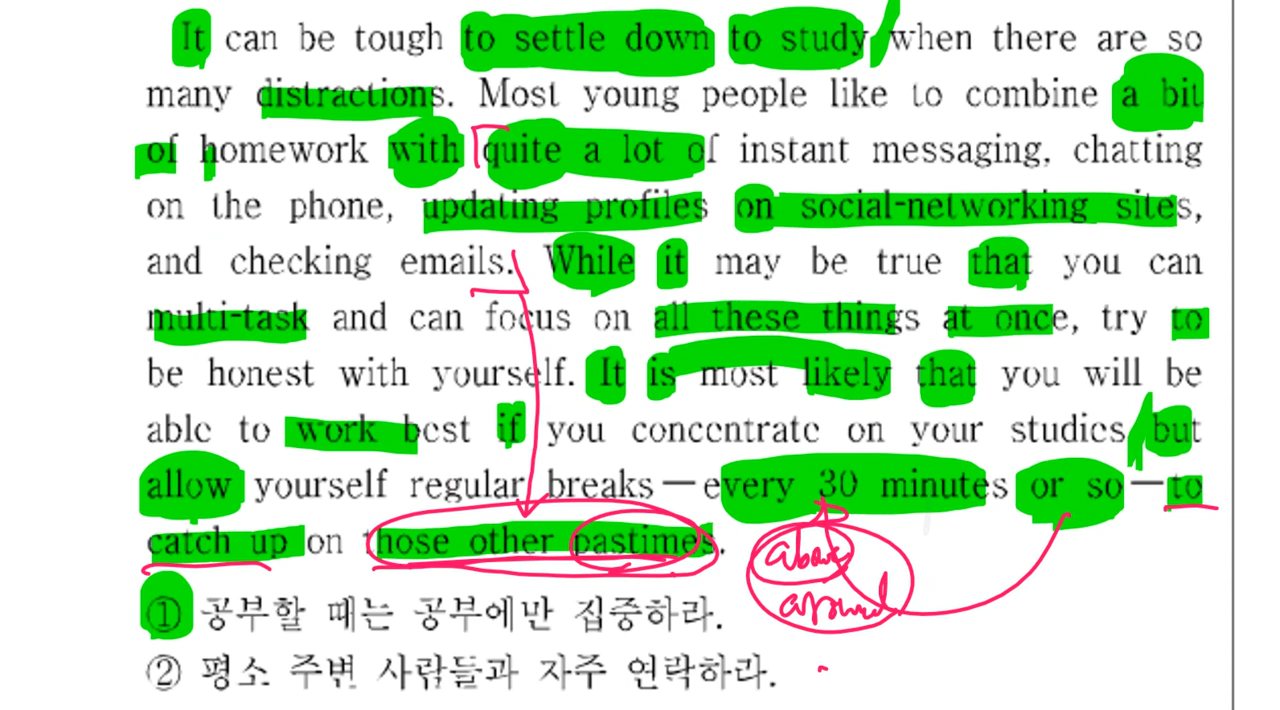 It can be tough to settle down to study when there are so
many distractions. Most young people like to combine a bit
of homework with quite a lot of instant messaging, chatting
on the phone, updating profiles on social-networking sites,
and checking emails. While it may be true that you can
multi-task and can focus on all these things at once, try to
be honest with yourself. It is most likely that you will be
able to work best if you concentrate on your studies but
allow yourself regular breaks—every 30 minutes or so—to
catch up on those other pastimes.
① 공부할 때는 공부에만 집중하라.
② 평소 주변 사람들과 자주 연락하라.